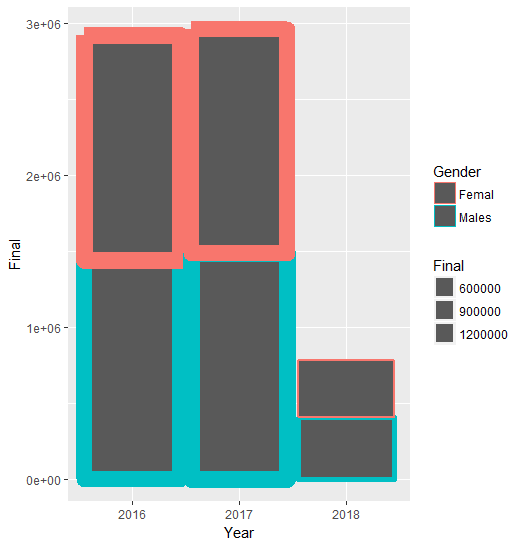 3e+06
2e+06
1e+06
0e+00
Final
2016
2017
2018
Year
Gender
Femal
Males
Final
600000
900000
1200000